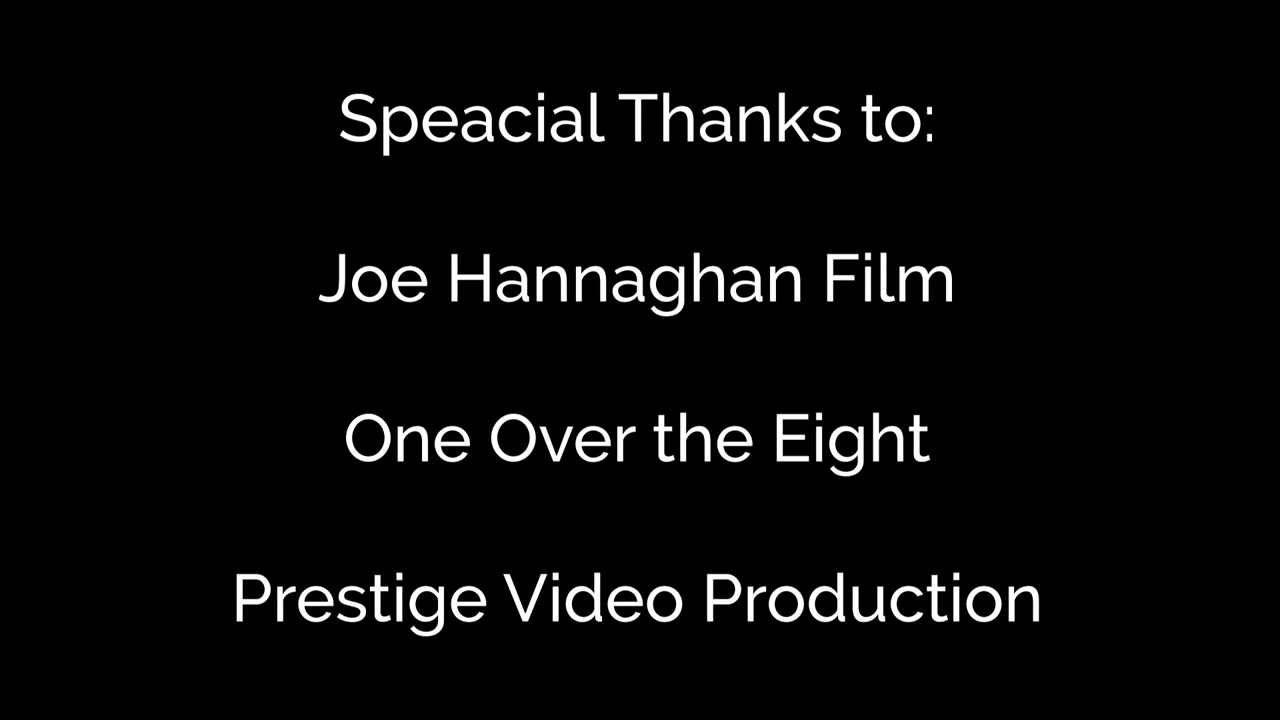 Speacial Thanks to:
Joe Hannaghan Film
One Over the Eight
Prestige Video Production